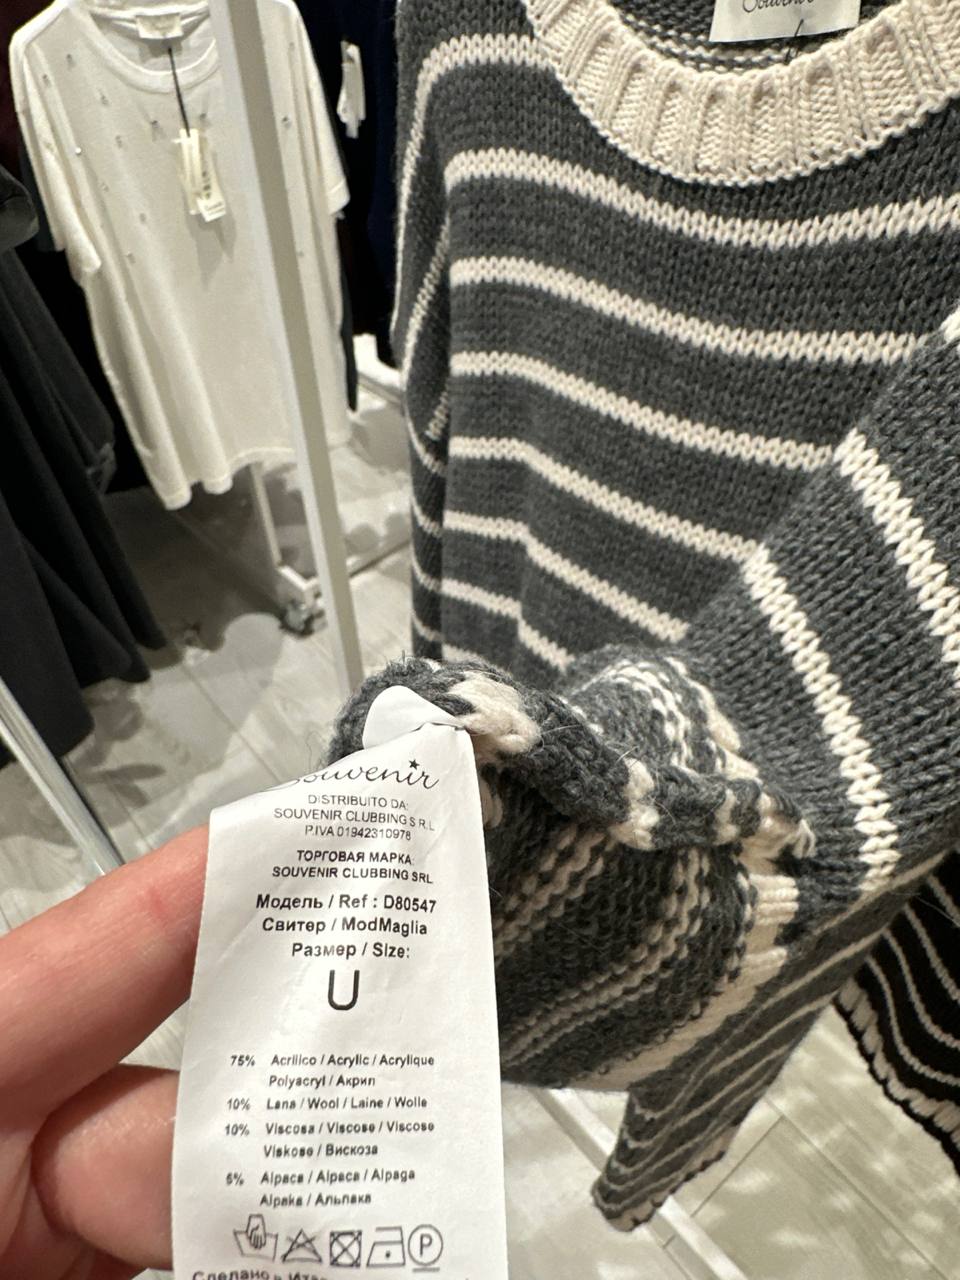 Souvenir
souvenir
DISTRIBUITO DA:
SOUVENIR CLUBBING S R L
P.IVA 01942310978
ТОРГОВАЯ МАРКА:
SOUVENIR CLUBBING SRL
Модель / Ref : D80547
Свитер / ModMaglia
Размер / Size:
U
75% Acrilico / Acrylic / Acrylique
Polyacryl / Акрил
10% Lana / Wool / Laine / Wolle
10% Viscosa / Viscose / Viscose
Viskose / Вискоза
5% Alpaca / Alpaca / Alpaga
Alpaka / Альпака
P
Сделано в